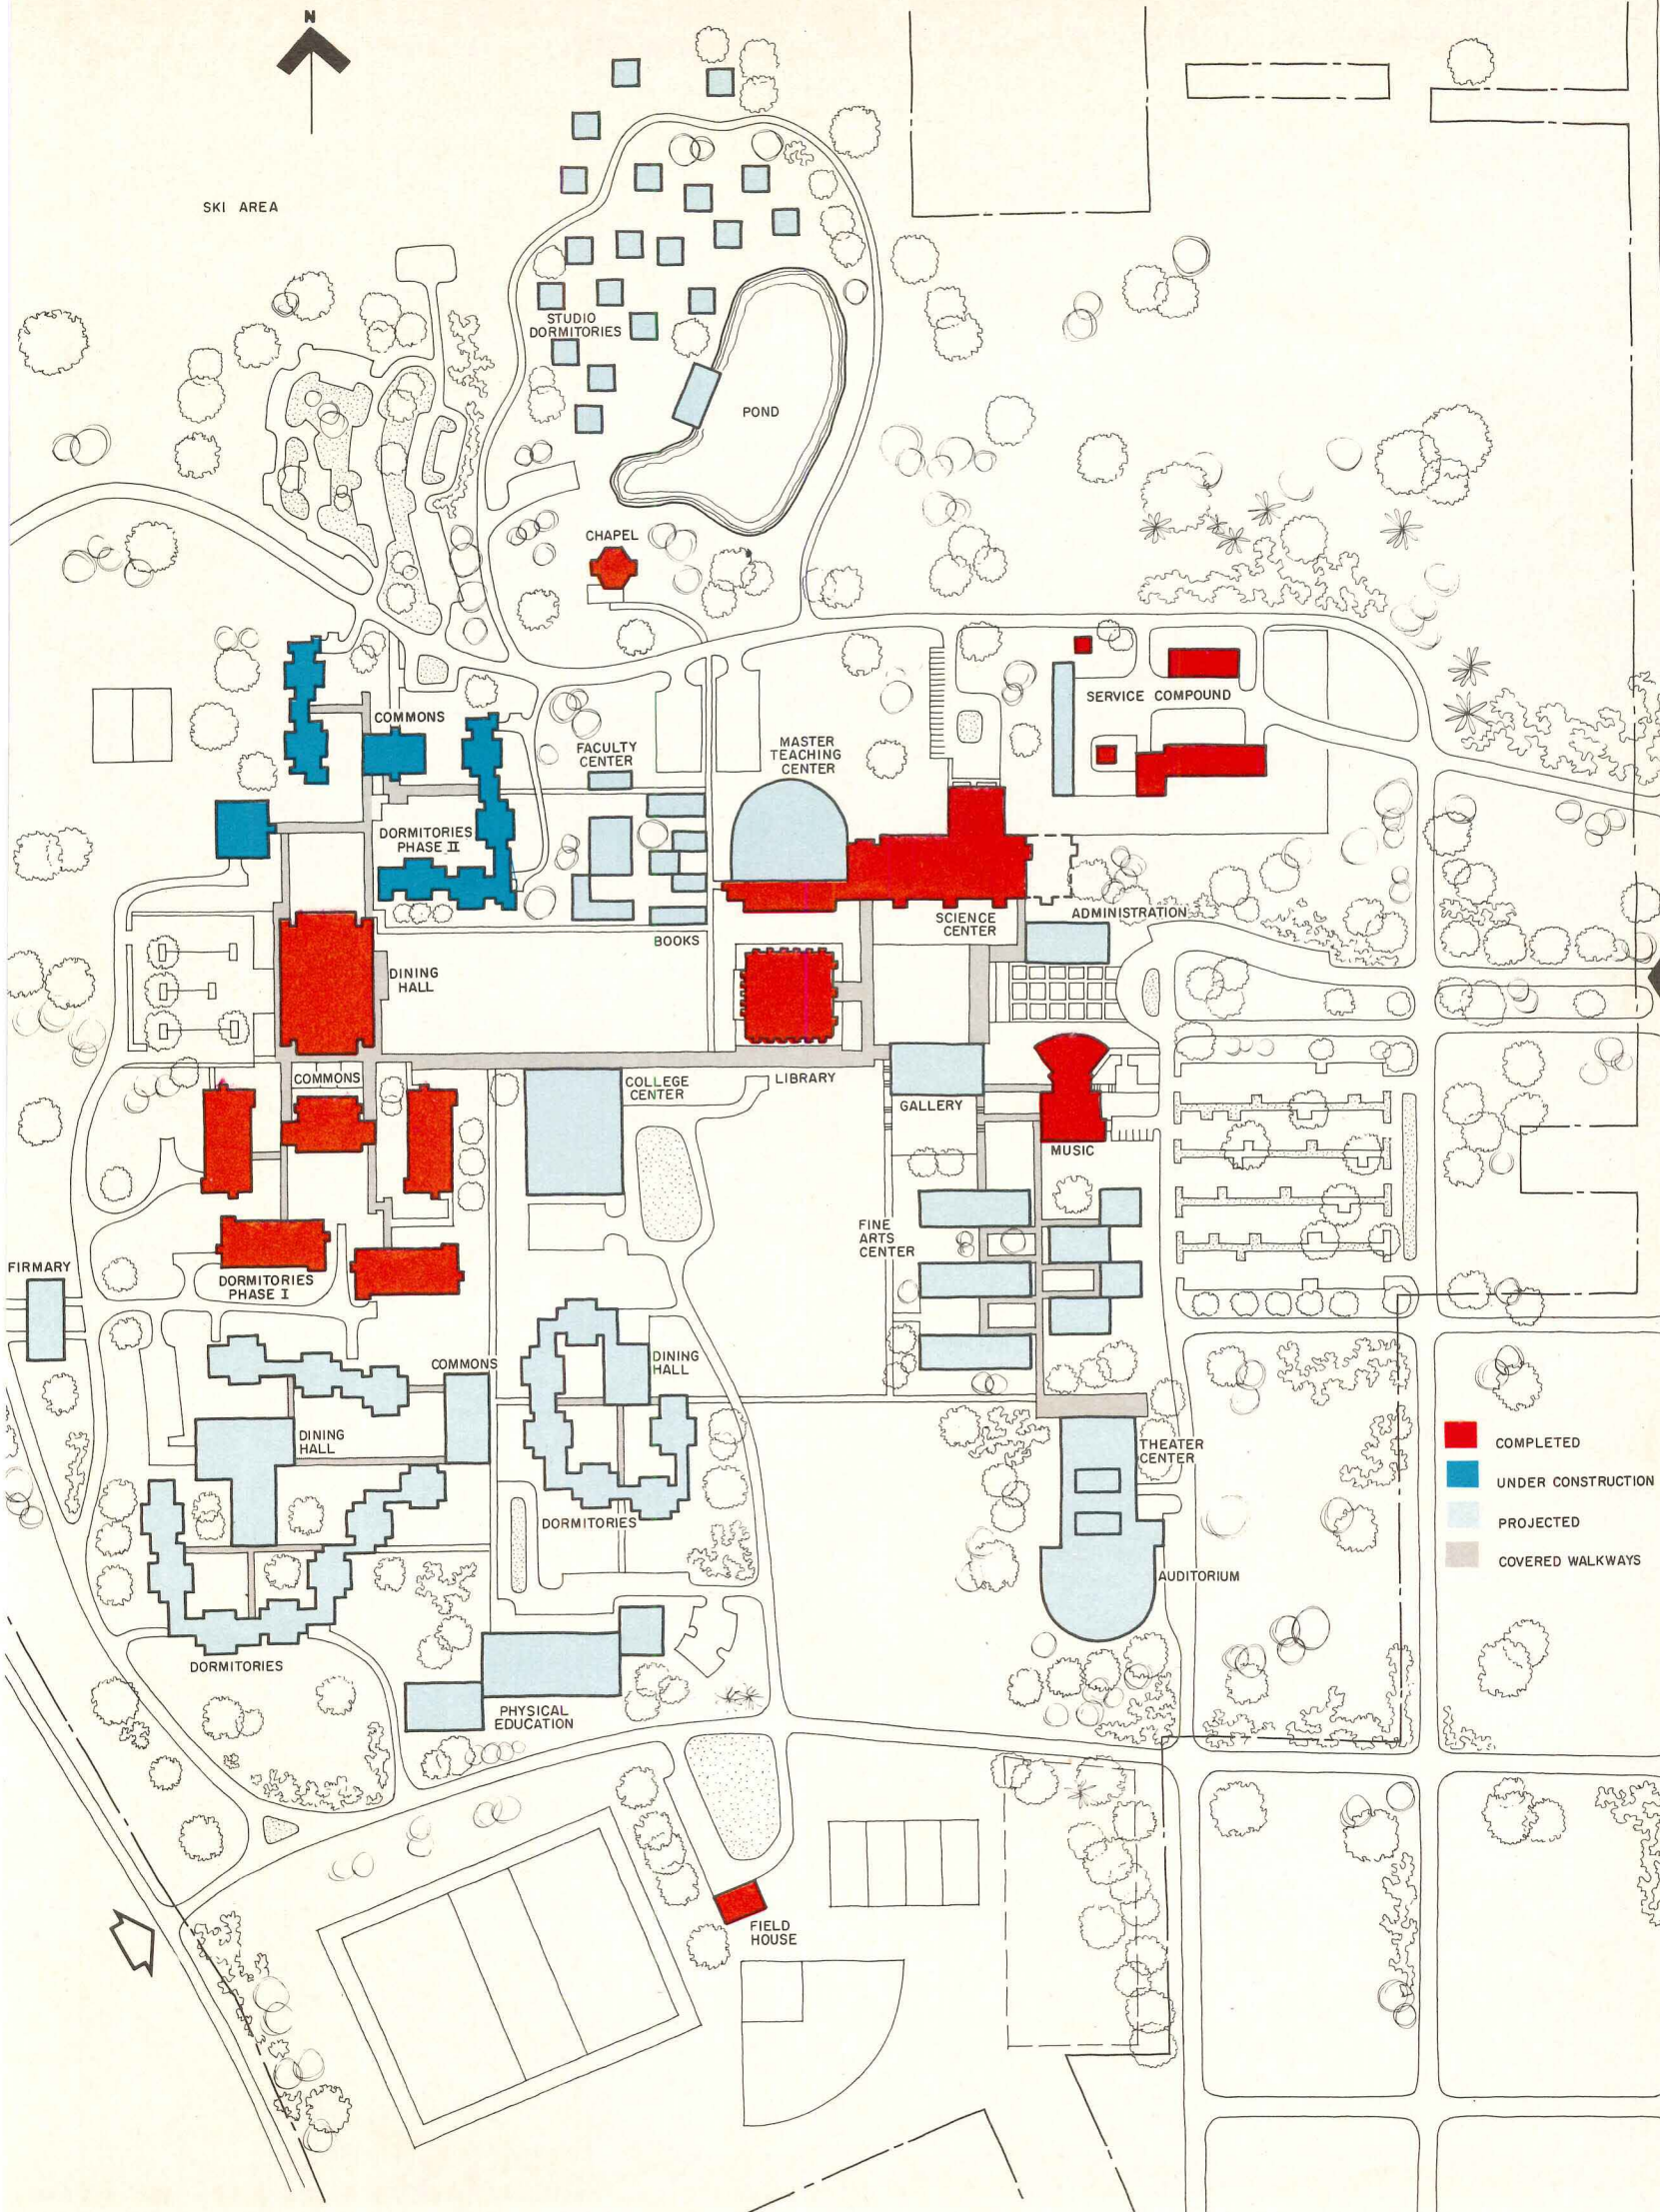 N
SKI AREA
STUDIO
DORMITORIES
POND
CHAPEL
SERVICE COMPOUND
COMMONS
FACULTY
CENTER
MASTER
TEACHING
CENTER
DORMITORIES
PHASE II
SCIENCE
CENTER
ADMINISTRATION
BOOKS
DINING
HALL
COMMONS
COLLEGE
CENTER
LIBRARY
GALLERY
MUSIC
FINE
ARTS
CENTER
FIRMARY
DORMITORIES
PHASE I
COMMONS
DINING
HALL
DINING
HALL
THEATER
CENTER
COMPLETED
UNDER CONSTRUCTION
PROJECTED
COVERED WALKWAYS
DORMITORIES
AUDITORIUM
DORMITORIES
PHYSICAL
EDUCATION
FIELD
HOUSE